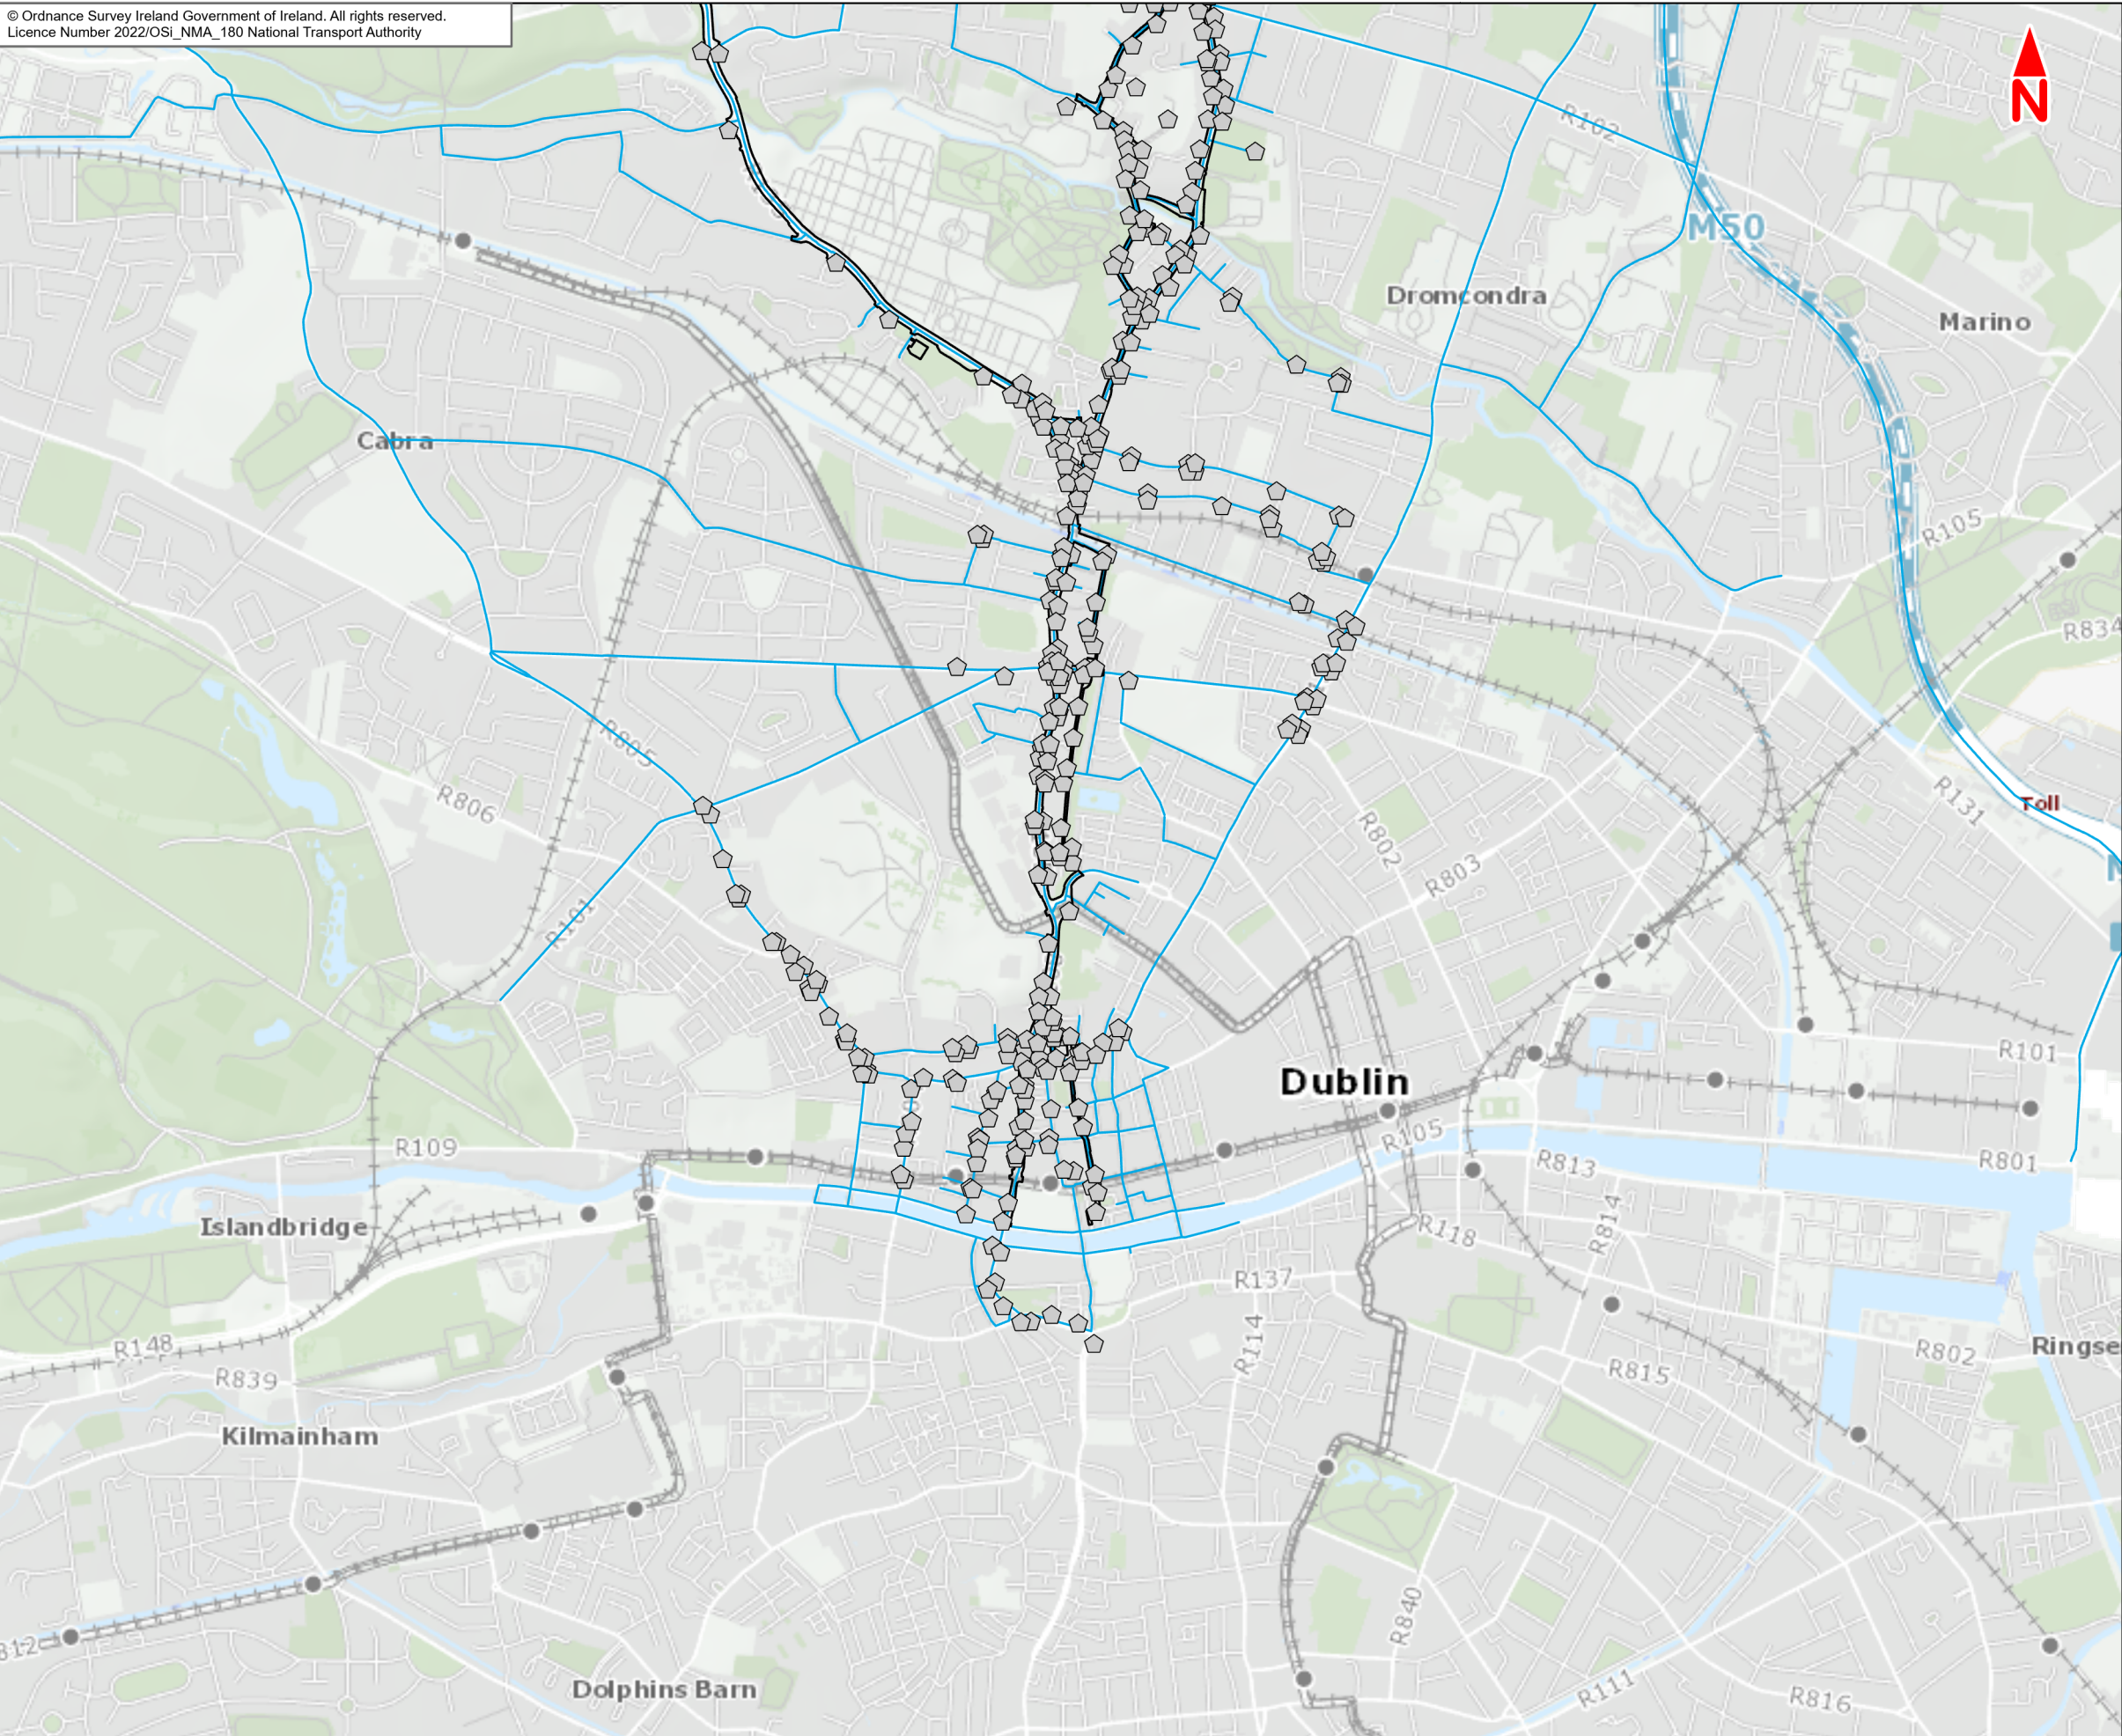 © Ordnance Survey Ireland Government of Ireland. All rights reserved.
Licence Number 2022/OSi_NMA_180 National Transport Authority
N
R102
M50
Dromcondra
Marino
Cabra
R105
R834
R805
R806
Toll
R131
R802
R803
R101
M
R101
Dublin
R105
R109
R813
R801
Islandbridge
R118
R814
R137
R148
R114
R839
R815
R802
Ringse
Kilmainham
R840
312
Dolphins Barn
R111
R816